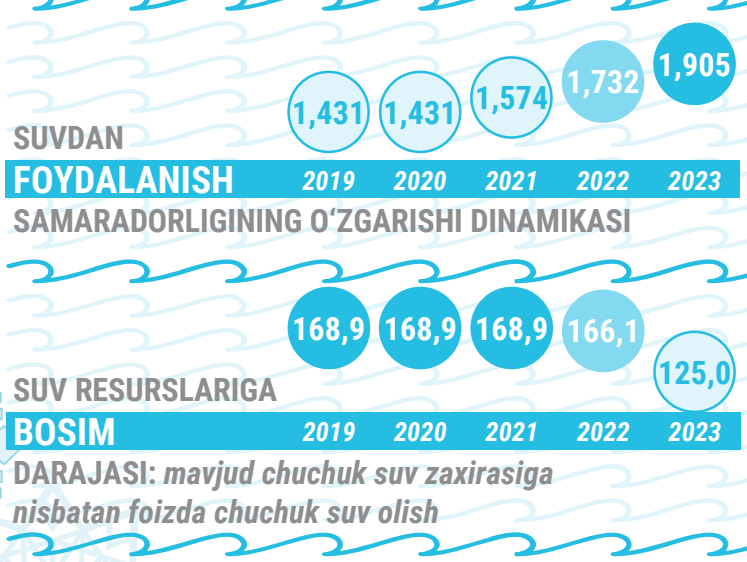 1,431 1,431 1,574 1,732 1,905
SUVDAN
FOYDALANISH 2019 2020 2021 2022 2023
SAMARADORLIGINING O‘ZGARISHI DINAMIKASI
168,9 168,9 168,9 166,1 125,0
SUV RESURSLARIGA
BOSIM 2019 2020 2021 2022 2023
DARAJASI: mavjud chuchuk suv zaxirasiga
nisbatan foizda chuchuk suv olish